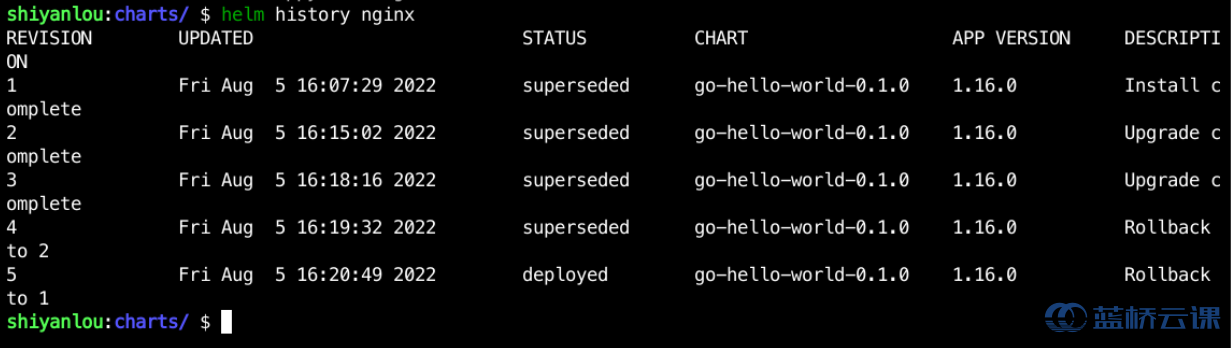 shiyanlou:charts/ $ helm history nginx
REVISION        UPDATED                         STATUS          CHART                   APP VERSION     DESCRIPTI
ON
1               Fri Aug  5 16:07:29 2022        superseded      go-hello-world-0.1.0    1.16.0          Install c
omplete
2               Fri Aug  5 16:15:02 2022        superseded      go-hello-world-0.1.0    1.16.0          Upgrade c
omplete
3               Fri Aug  5 16:18:16 2022        superseded      go-hello-world-0.1.0    1.16.0          Upgrade c
omplete
4               Fri Aug  5 16:19:32 2022        superseded      go-hello-world-0.1.0    1.16.0          Rollback
to 2
5               Fri Aug  5 16:20:49 2022        deployed        go-hello-world-0.1.0    1.16.0          Rollback
to 1
shiyanlou:charts/ $
蓝桥云课